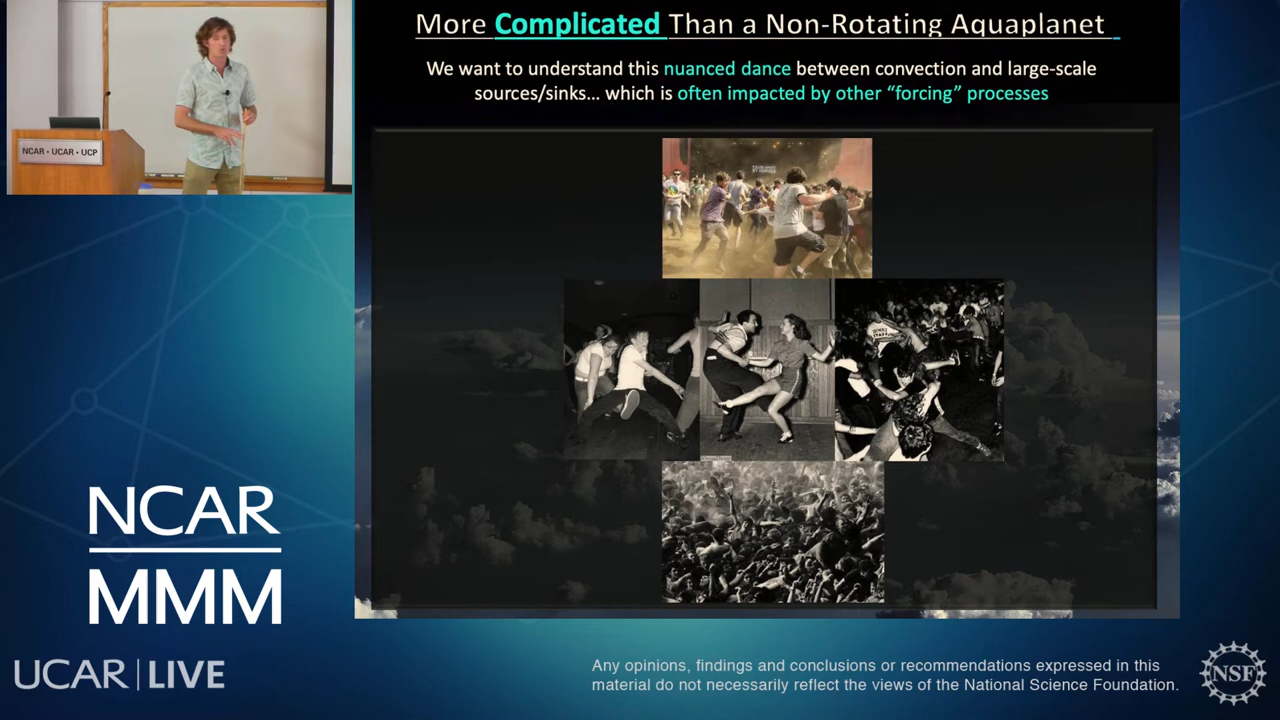 More Complicated Than a Non-Rotating Aquaplanet
We want to understand this nuanced dance between convection and large-scale
sources/sinks... which is often impacted by other “forcing” processes
NCAR • UCAR • UCP
NCAR
MMM
UCAR | LIVE
Any opinions, findings and conclusions or recommendations expressed in this
material do not necessarily reflect the views of the National Science Foundation.
NSF